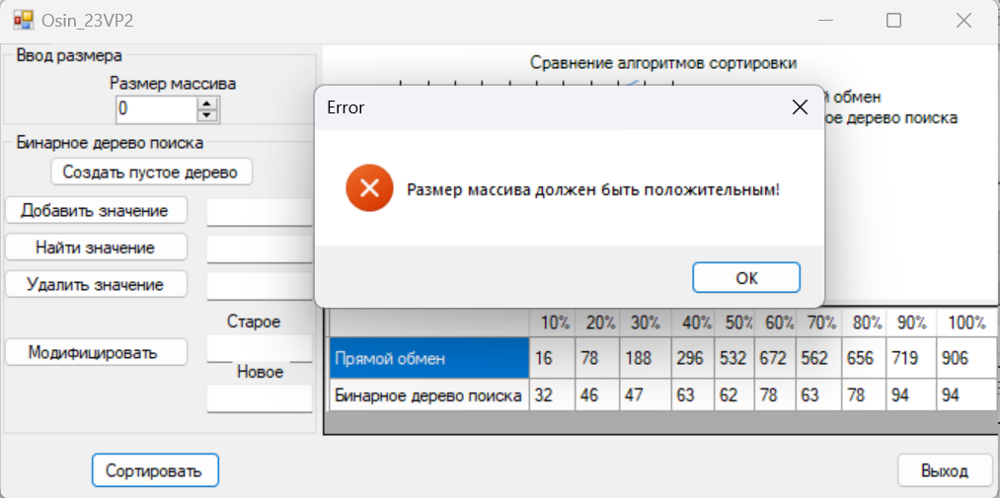 Osin_23VP2
Ввод размера
Размер массива
0
Бинарное дерево поиска
Создать пустое дерево
Добавить значение
Найти значение
Удалить значение
Старое
Модифицировать
Новое
Сортировать
Сравнение алгоритмов сортировки
обмен
дерево поиска
Error
Размер массива должен быть положительным!
OK
10% 20% 30% 40% 50% 60% 70% 80% 90% 100%
Прямой обмен 16 78 188 296 532 672 562 656 719 906
Бинарное дерево поиска 32 46 47 63 62 78 63 78 94 94
Выход